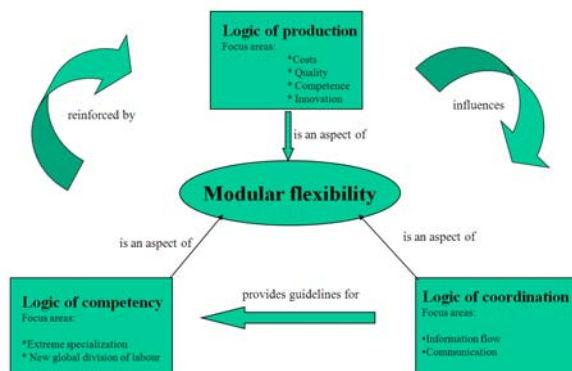 Logic of production
Focus areas:
*Costs
* Quality
* Competence
* Innovation
reinforced by
influences
is an aspect of
Modular flexibility
is an aspect of
is an aspect of
Logic of competency
Focus areas:
*Extreme specialization
* New global division of labour
provides guidelines for
Logic of coordination
Focus areas:
•Information flow
•Communication